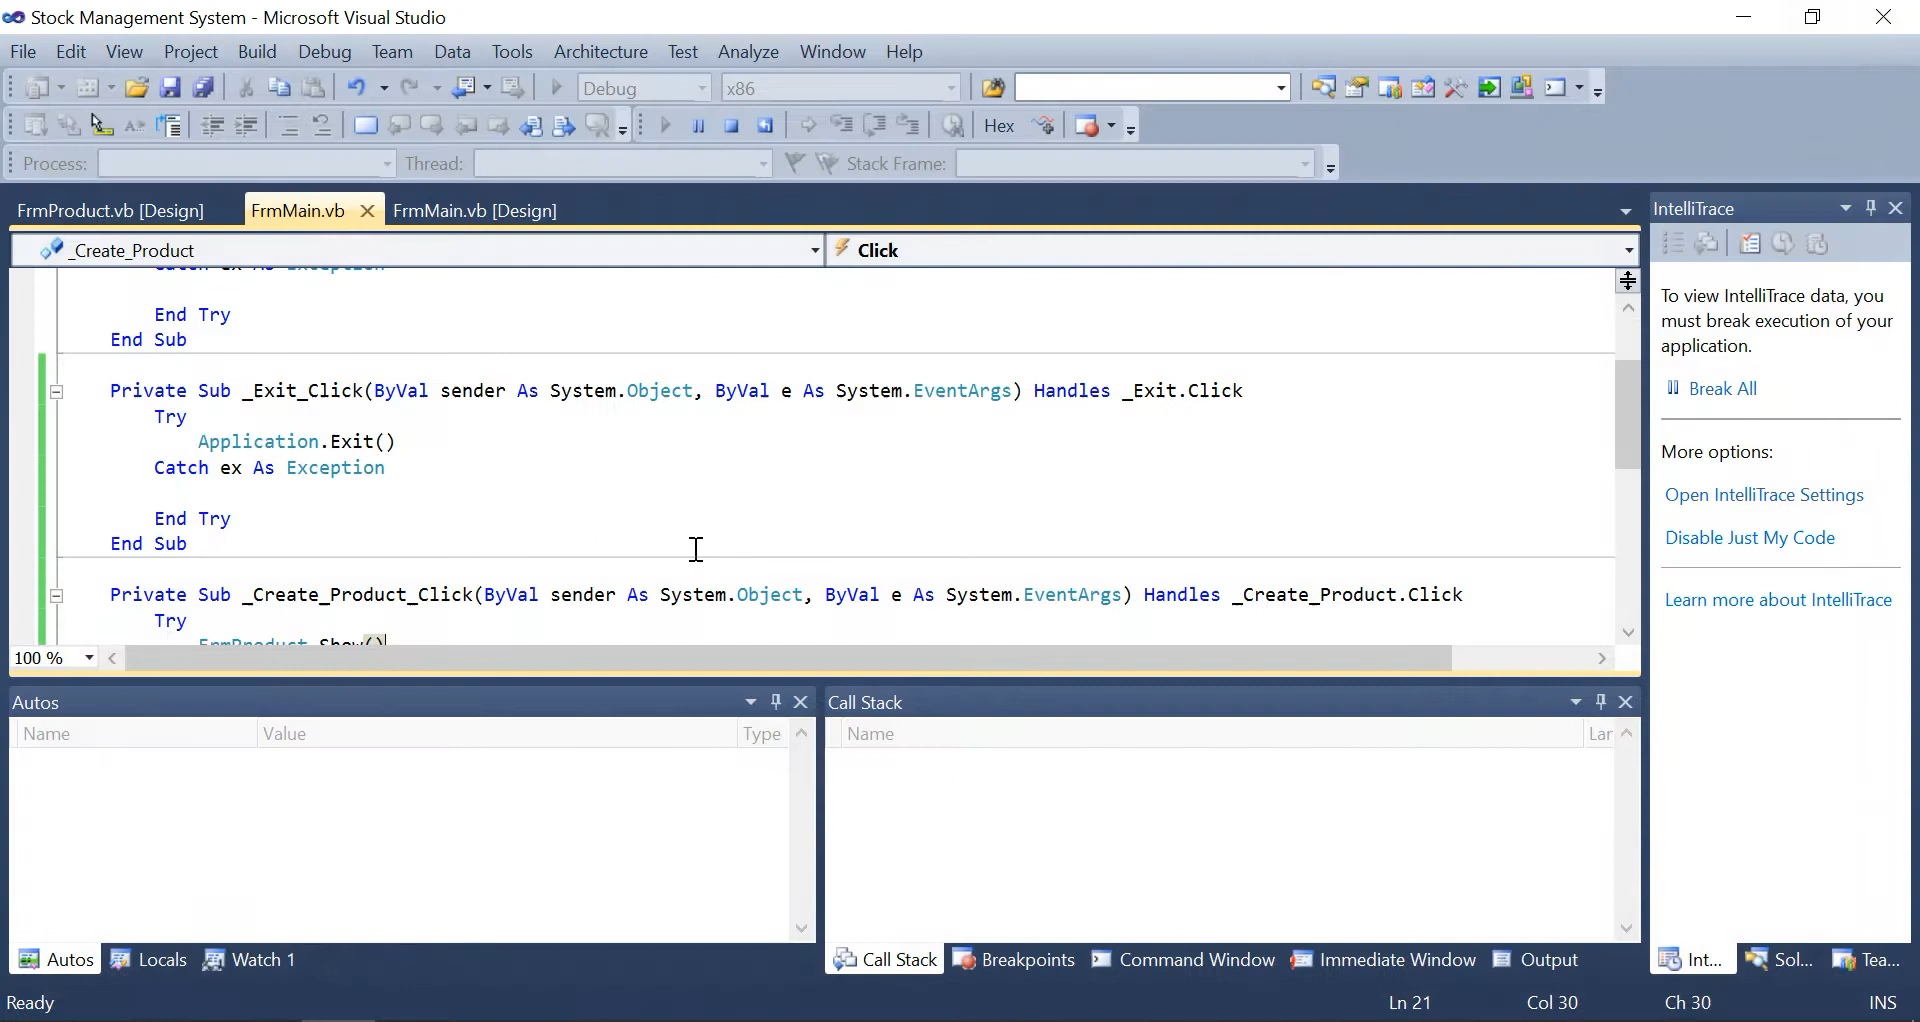 Stock Management System - Microsoft Visual Studio
File Edit View Project Build Debug Team Data Tools Architecture Test Analyze Window Help
Debug x86
Hex
Process: Thread: Stack Frame:
FrmProduct.vb [Design] FrmMain.vb FrmMain.vb [Design]
_Create_Product Click
Catch ex As Exception
End Try
End Sub
Private Sub _Exit_Click(ByVal sender As System.Object, ByVal e As System.EventArgs) Handles _Exit.Click
Try
Application.Exit()
Catch ex As Exception
End Try
End Sub
Private Sub _Create_Product_Click(ByVal sender As System.Object, ByVal e As System.EventArgs) Handles _Create_Product.Click
Try
FrmProduct.Show()
100 %
IntelliTrace
To view IntelliTrace data, you
must break execution of your
application.
Break All
More options:
Open IntelliTrace Settings
Disable Just My Code
Learn more about IntelliTrace
Autos
Name Value Type
Call Stack
Name Lar
Autos Locals Watch 1
Call Stack Breakpoints Command Window Immediate Window Output
Int... Sol... Tea...
Ready Ln 21 Col 30 Ch 30 INS